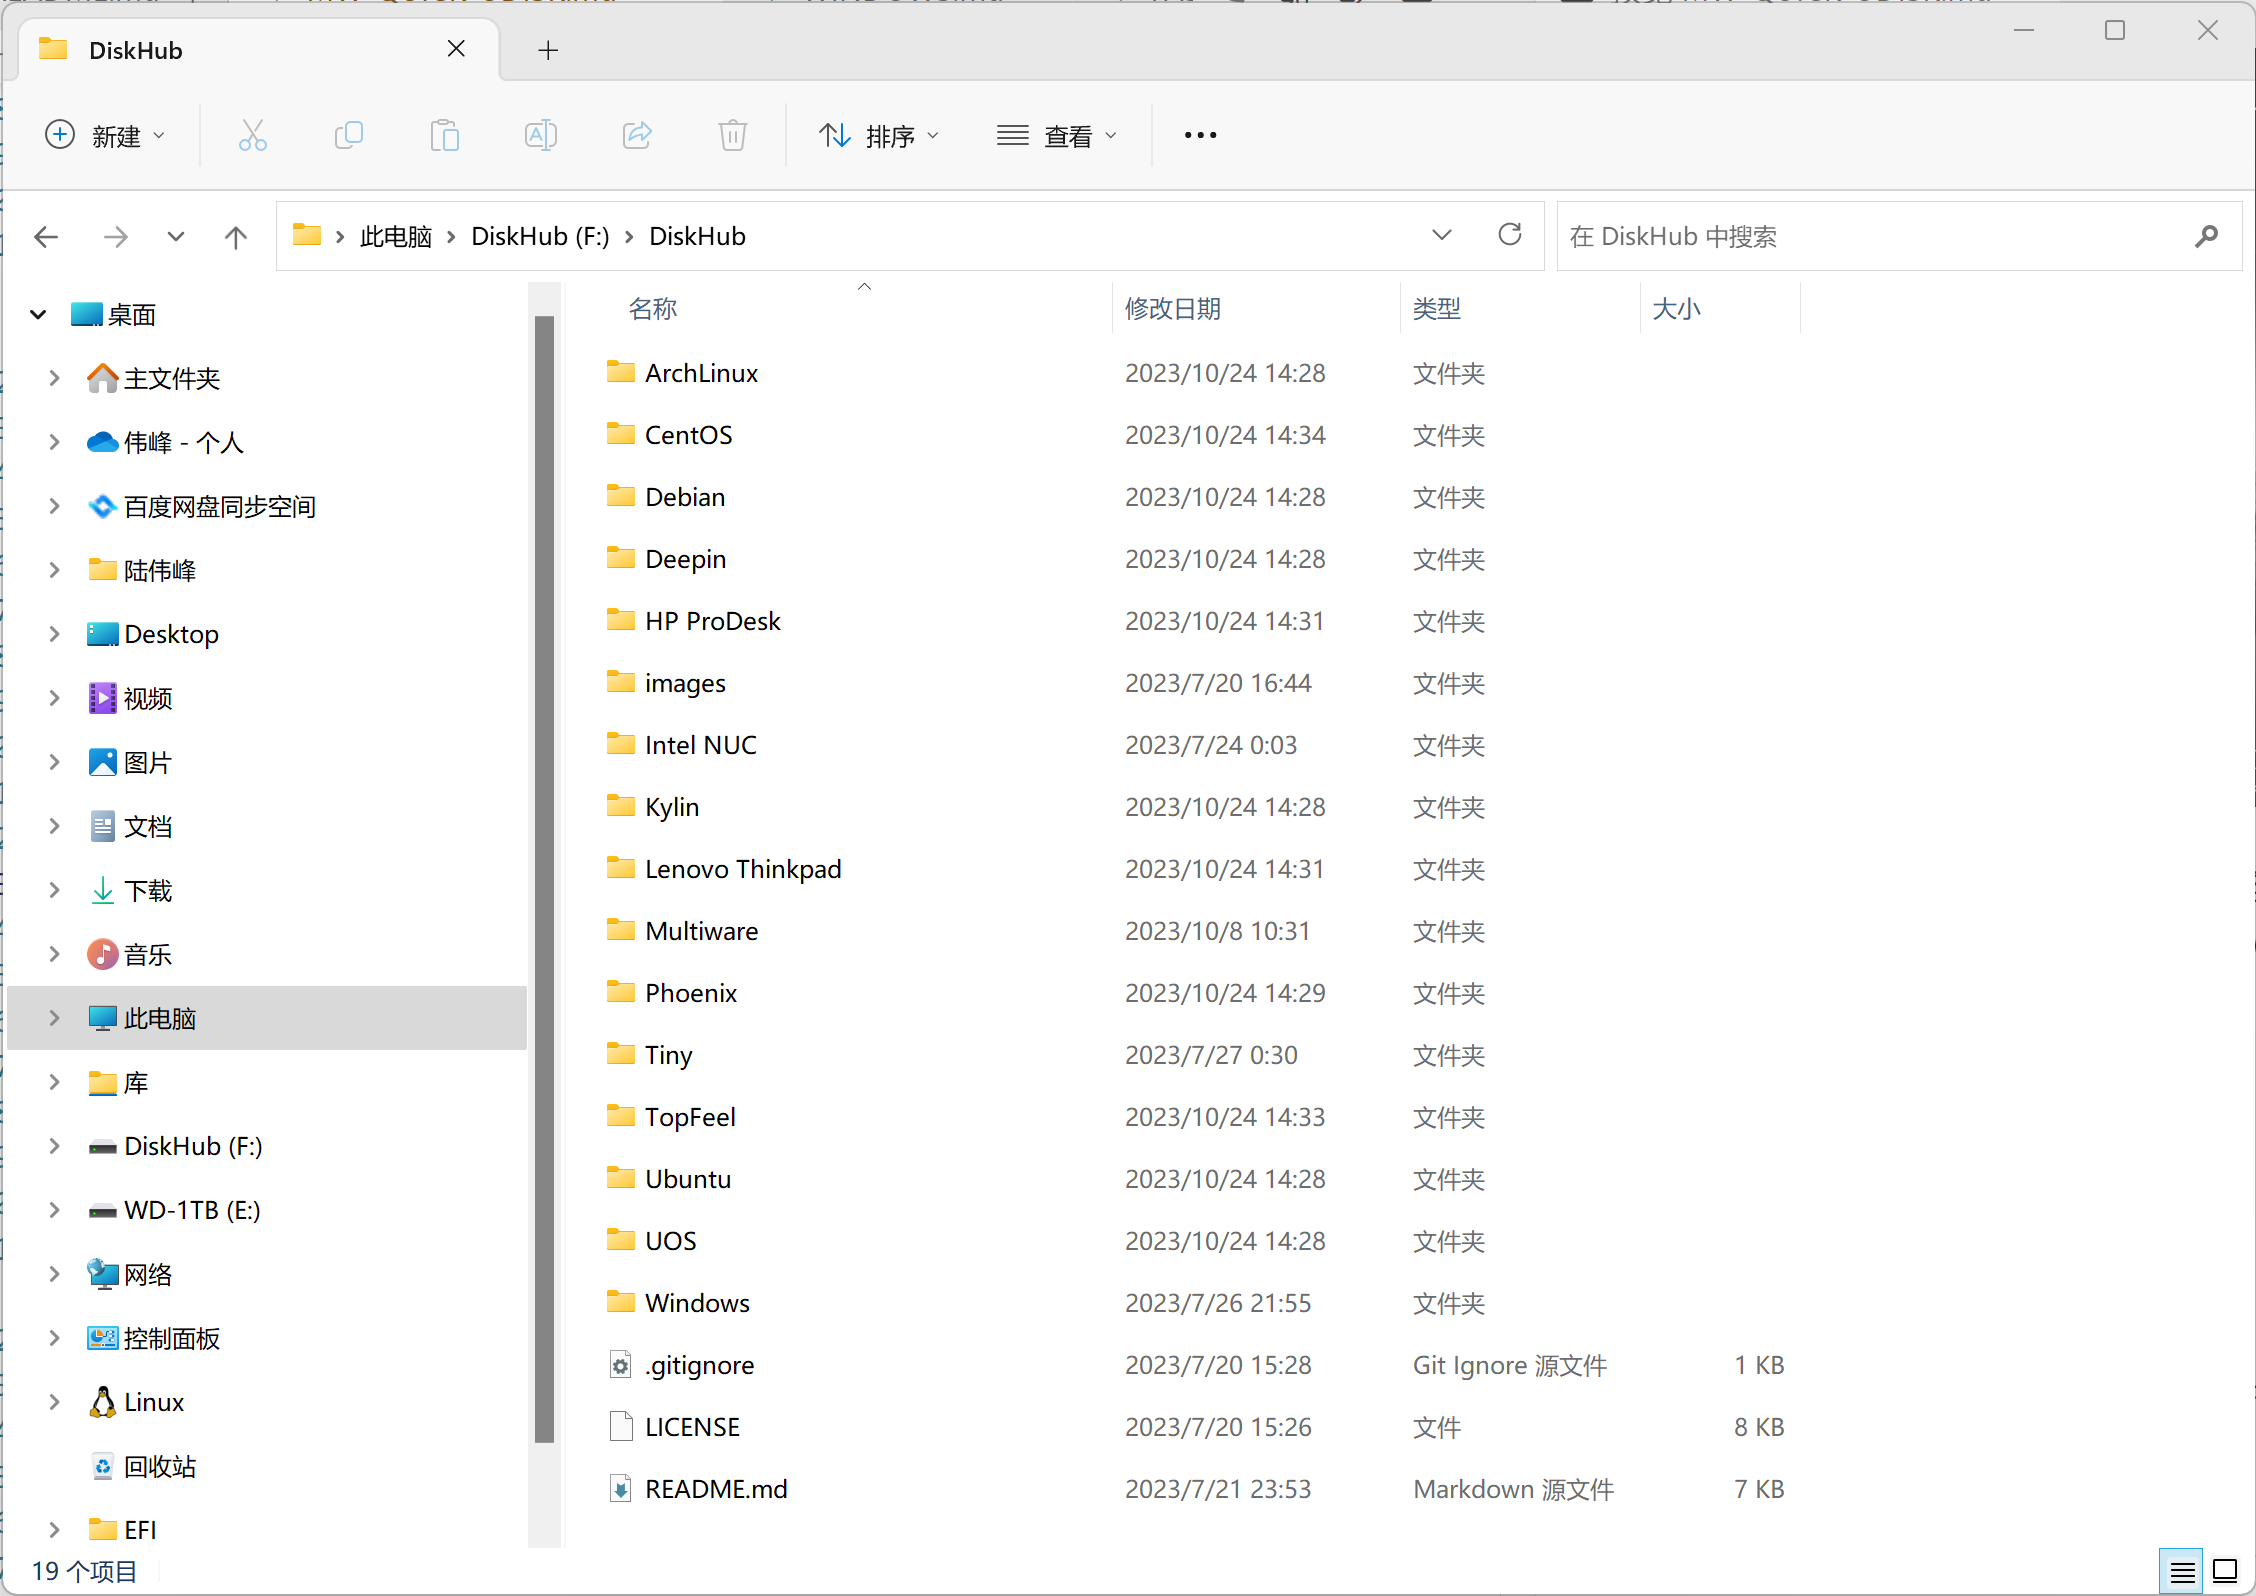 DiskHub
新建
排序
查看
此电脑 DiskHub (F:) DiskHub
在 DiskHub 中搜索
桌面
主文件夹
伟峰 - 个人
百度网盘同步空间
陆伟峰
Desktop
视频
图片
文档
下载
音乐
此电脑
库
DiskHub (F:)
WD-1TB (E:)
网络
控制面板
Linux
回收站
EFI
名称 修改日期 类型 大小
ArchLinux 2023/10/24 14:28 文件夹
CentOS 2023/10/24 14:34 文件夹
Debian 2023/10/24 14:28 文件夹
Deepin 2023/10/24 14:28 文件夹
HP ProDesk 2023/10/24 14:31 文件夹
images 2023/7/20 16:44 文件夹
Intel NUC 2023/7/24 0:03 文件夹
Kylin 2023/10/24 14:28 文件夹
Lenovo Thinkpad 2023/10/24 14:31 文件夹
Multiware 2023/10/8 10:31 文件夹
Phoenix 2023/10/24 14:29 文件夹
Tiny 2023/7/27 0:30 文件夹
TopFeel 2023/10/24 14:33 文件夹
Ubuntu 2023/10/24 14:28 文件夹
UOS 2023/10/24 14:28 文件夹
Windows 2023/7/26 21:55 文件夹
.gitignore 2023/7/20 15:28 Git Ignore 源文件 1 KB
LICENSE 2023/7/20 15:26 文件 8 KB
README.md 2023/7/21 23:53 Markdown 源文件 7 KB
19 个项目